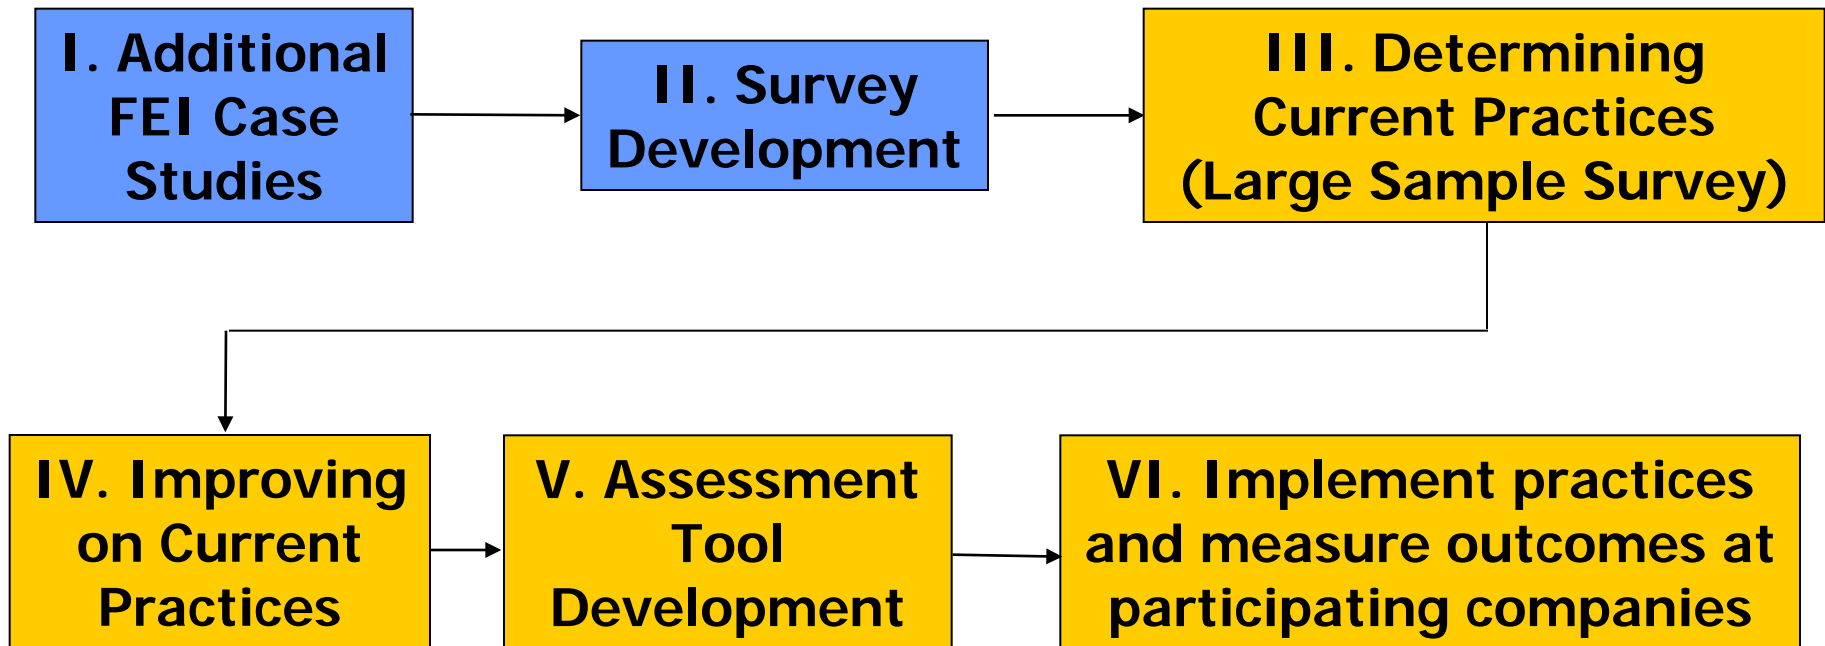 I. Additional
FEI Case
Studies
II. Survey
Development
III. Determining
Current Practices
(Large Sample Survey)
IV. Improving
on Current
Practices
V. Assessment
Tool
Development
VI. Implement practices
and measure outcomes at
participating companies